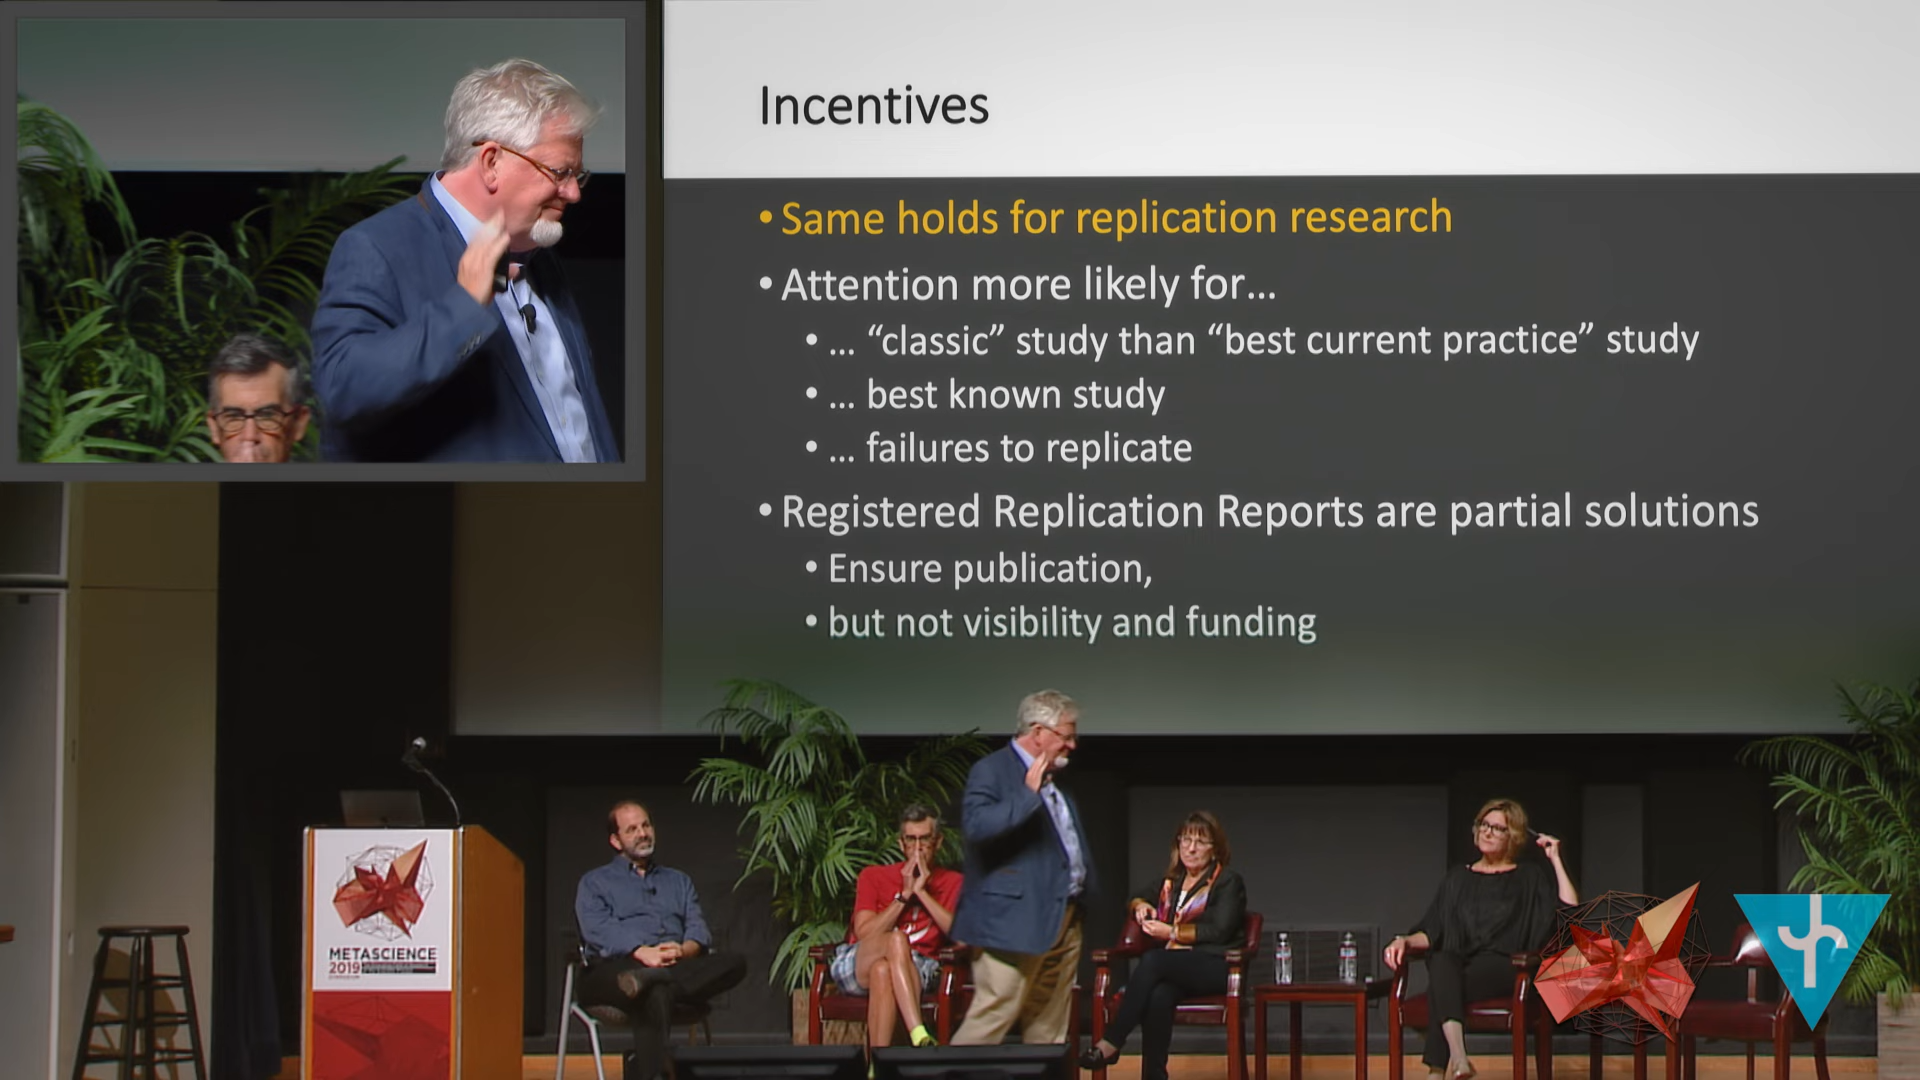 Incentives
• Same holds for replication research
• Attention more likely for...
• ... “classic” study than “best current practice” study
• ... best known study
• ... failures to replicate
• Registered Replication Reports are partial solutions
• Ensure publication,
• but not visibility and funding
METASCIENCE
2019